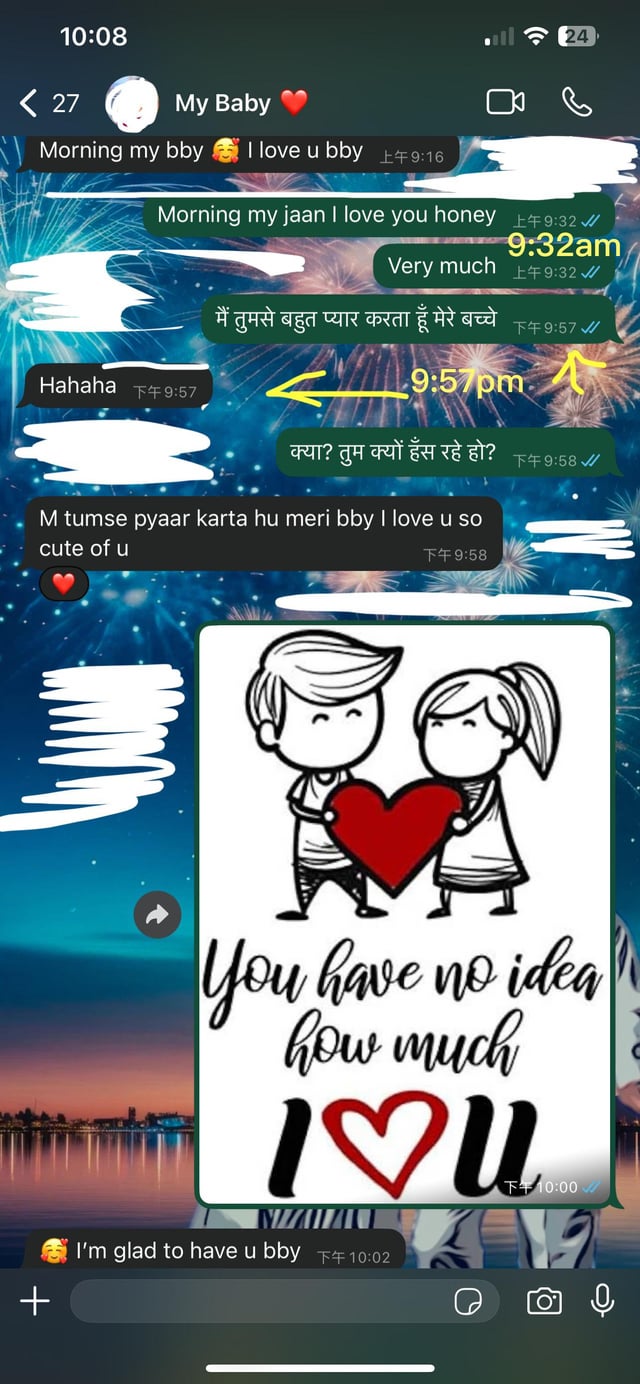 10:08
24
27
My Baby ❤️
Morning my bby 🥰 I love u bby
上午9:16
Morning my jaan I love you honey
上午9:32
9:32am
Very much
上午9:32
मैं तुमसे बहुत प्यार करता हूँ मेरे बच्चे
下午9:57
Hahaha
下午9:57
9:57pm
क्या? तुम क्यों हँस रहे हो?
下午9:58
M tumse pyaar karta hu meri bby I love u so
cute of u
下午9:58
❤️
You have no idea
how much
I ♡ U
下午10:00
🥰 I’m glad to have u bby
下午10:02